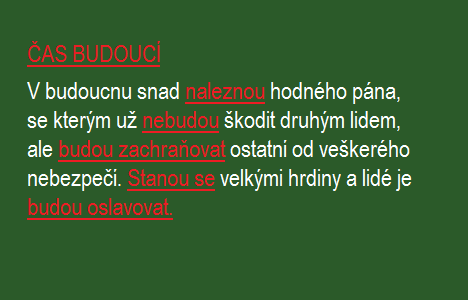 ČAS BUDOUCÍ
V budoucnu snad naleznou hodného pána,
se kterým už nebudou škodit druhým lidem,
ale budou zachraňovat ostatní od veškerého
nebezpečí. Stanou se velkými hrdiny a lidé je
budou oslavovat.